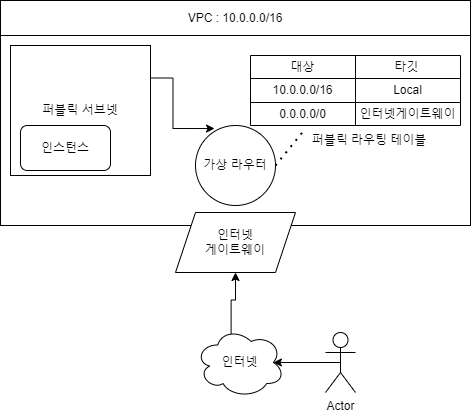 VPC : 10.0.0.0/16
퍼블릭 서브넷
인스턴스
대상 타깃
10.0.0.0/16 Local
0.0.0.0/0 인터넷게이트웨이
퍼블릭 라우팅 테이블
가상 라우터
인터넷
게이트웨이
인터넷
Actor